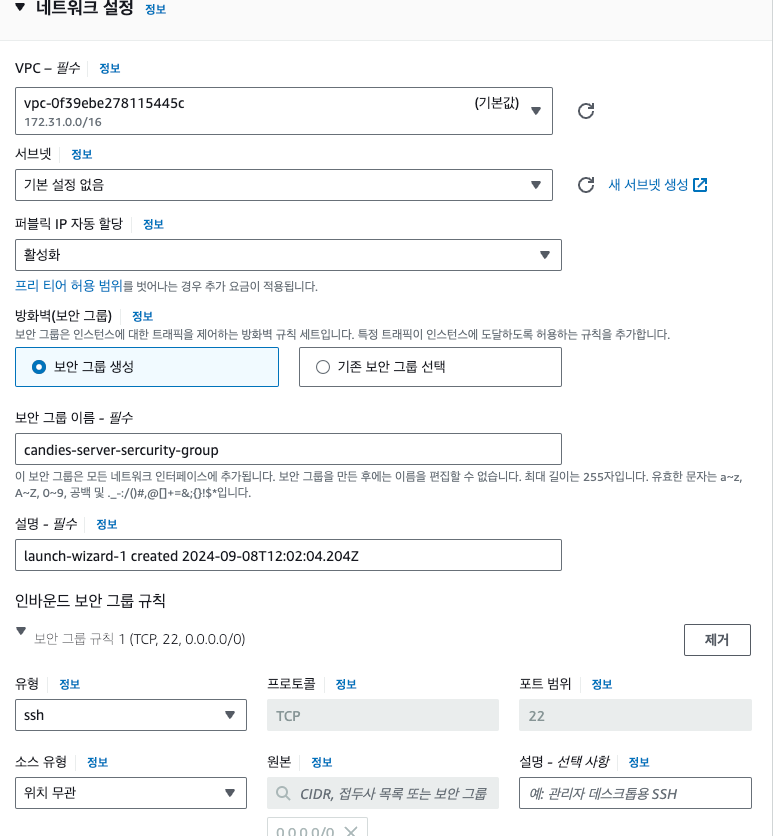 네트워크 설정 정보
VPC – 필수 정보
vpc-0f39ebe278115445c (기본값)
172.31.0.0/16
서브넷 정보
기본 설정 없음 새 서브넷 생성
퍼블릭 IP 자동 할당 정보
활성화
프리 티어 허용 범위를 벗어나는 경우 추가 요금이 적용됩니다.
방화벽(보안 그룹) 정보
보안 그룹은 인스턴스에 대한 트래픽을 제어하는 방화벽 규칙 세트입니다. 특정 트래픽이 인스턴스에 도달하도록 허용하는 규칙을 추가합니다.
보안 그룹 생성 기존 보안 그룹 선택
보안 그룹 이름 - 필수
candies-server-sercurity-group
이 보안 그룹은 모든 네트워크 인터페이스에 추가됩니다. 보안 그룹을 만든 후에는 이름을 편집할 수 없습니다. 최대 길이는 255자입니다. 유효한 문자는 a~z,
A~Z, 0~9, 공백 및 ._-:/()#,@[]+=&;{}!$*입니다.
설명 - 필수 정보
launch-wizard-1 created 2024-09-08T12:02:04.204Z
인바운드 보안 그룹 규칙
보안 그룹 규칙 1 (TCP, 22, 0.0.0.0/0) 제거
유형 정보 프로토콜 정보 포트 범위 정보
ssh TCP 22
소스 유형 정보 원본 정보 설명 - 선택 사항 정보
위치 무관 CIDR, 접두사 목록 또는 보안 그룹 예: 관리자 데스크톱용 SSH
0.0.0.0/0